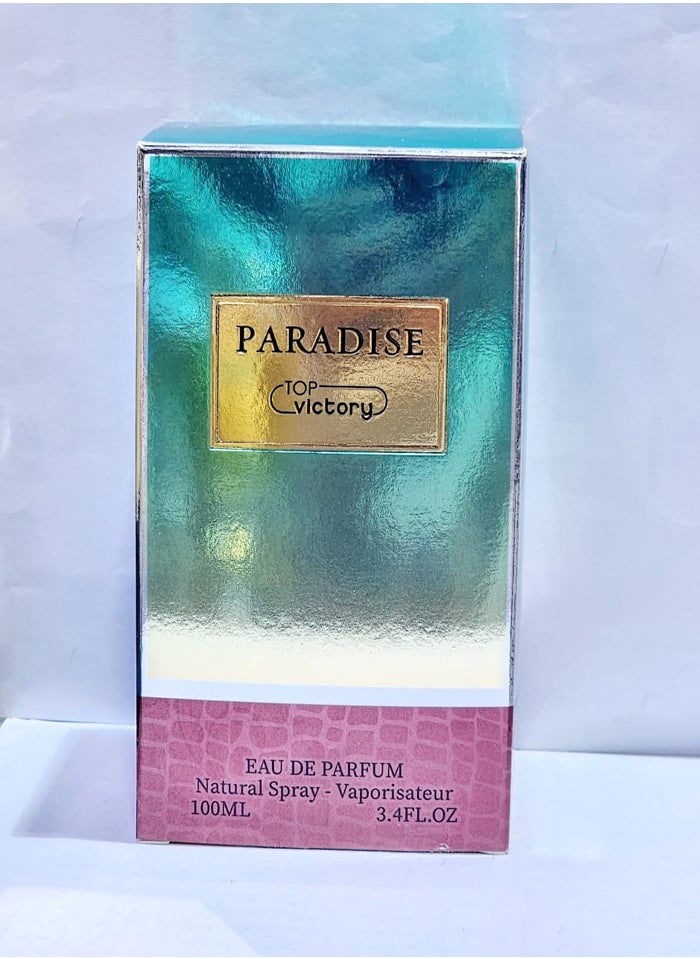 PARADISE
TOP
victory
EAU DE PARFUM
Natural Spray - Vaporisateur
100ML 3.4FL.OZ